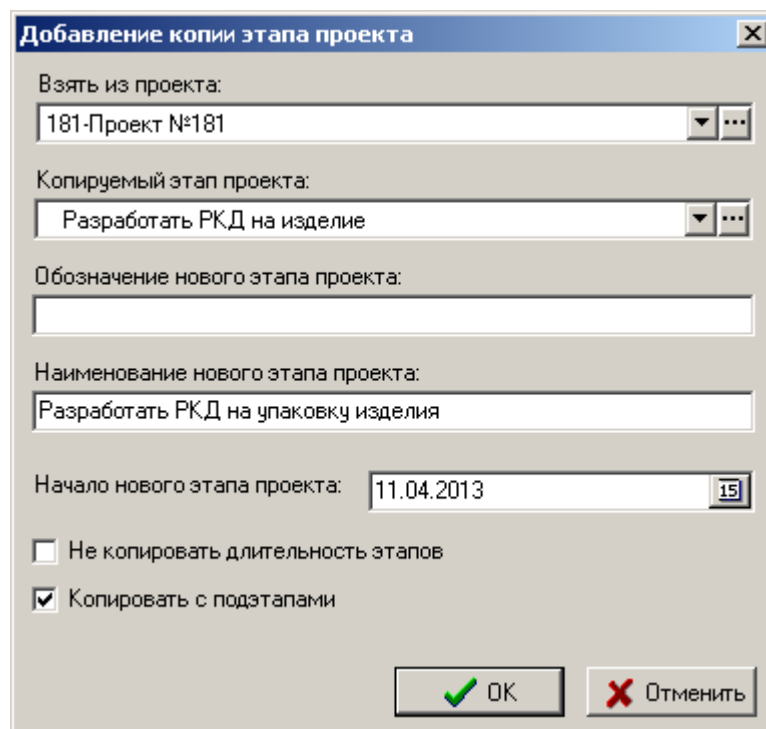 Добавление копии этапа проекта
Взять из проекта:
181-Проект №181
Копируемый этап проекта:
Разработать РКД на изделие
Обозначение нового этапа проекта:
Наименование нового этапа проекта:
Разработать РКД на упаковку изделия
Начало нового этапа проекта: 11.04.2013 15
Не копировать длительность этапов
Копировать с подэтапами
OK Отменить